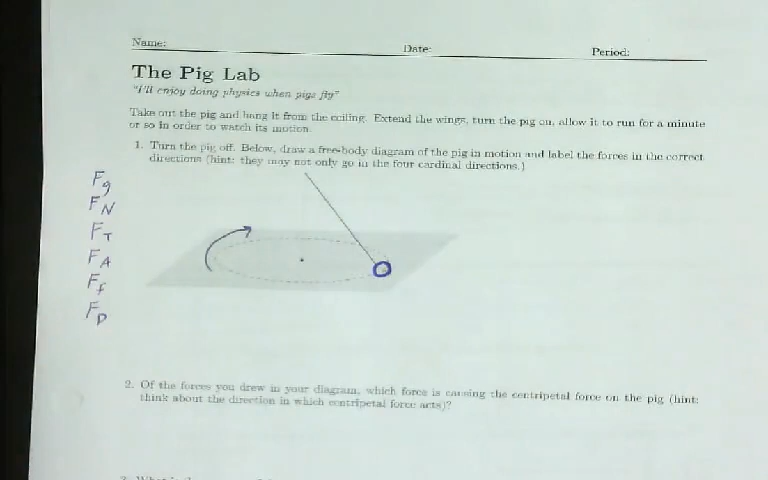 Name:
Date:
Period:
The Pig Lab
"I'll enjoy doing physics when pigs fly"
Take out the pig and hang it from the ceiling. Extend the wings, turn the pig on, allow it to run for a minute
or so in order to watch its motion.
1. Turn the pig off. Below, draw a free-body diagram of the pig in motion and label the forces in the correct
directions (hint: they may not only go in the four cardinal directions.)
Fg
FN
FT
FA
Ff
FD
2. Of the forces you drew in your diagram, which force is causing the centripetal force on the pig (hint:
think about the direction in which centripetal force acts)?